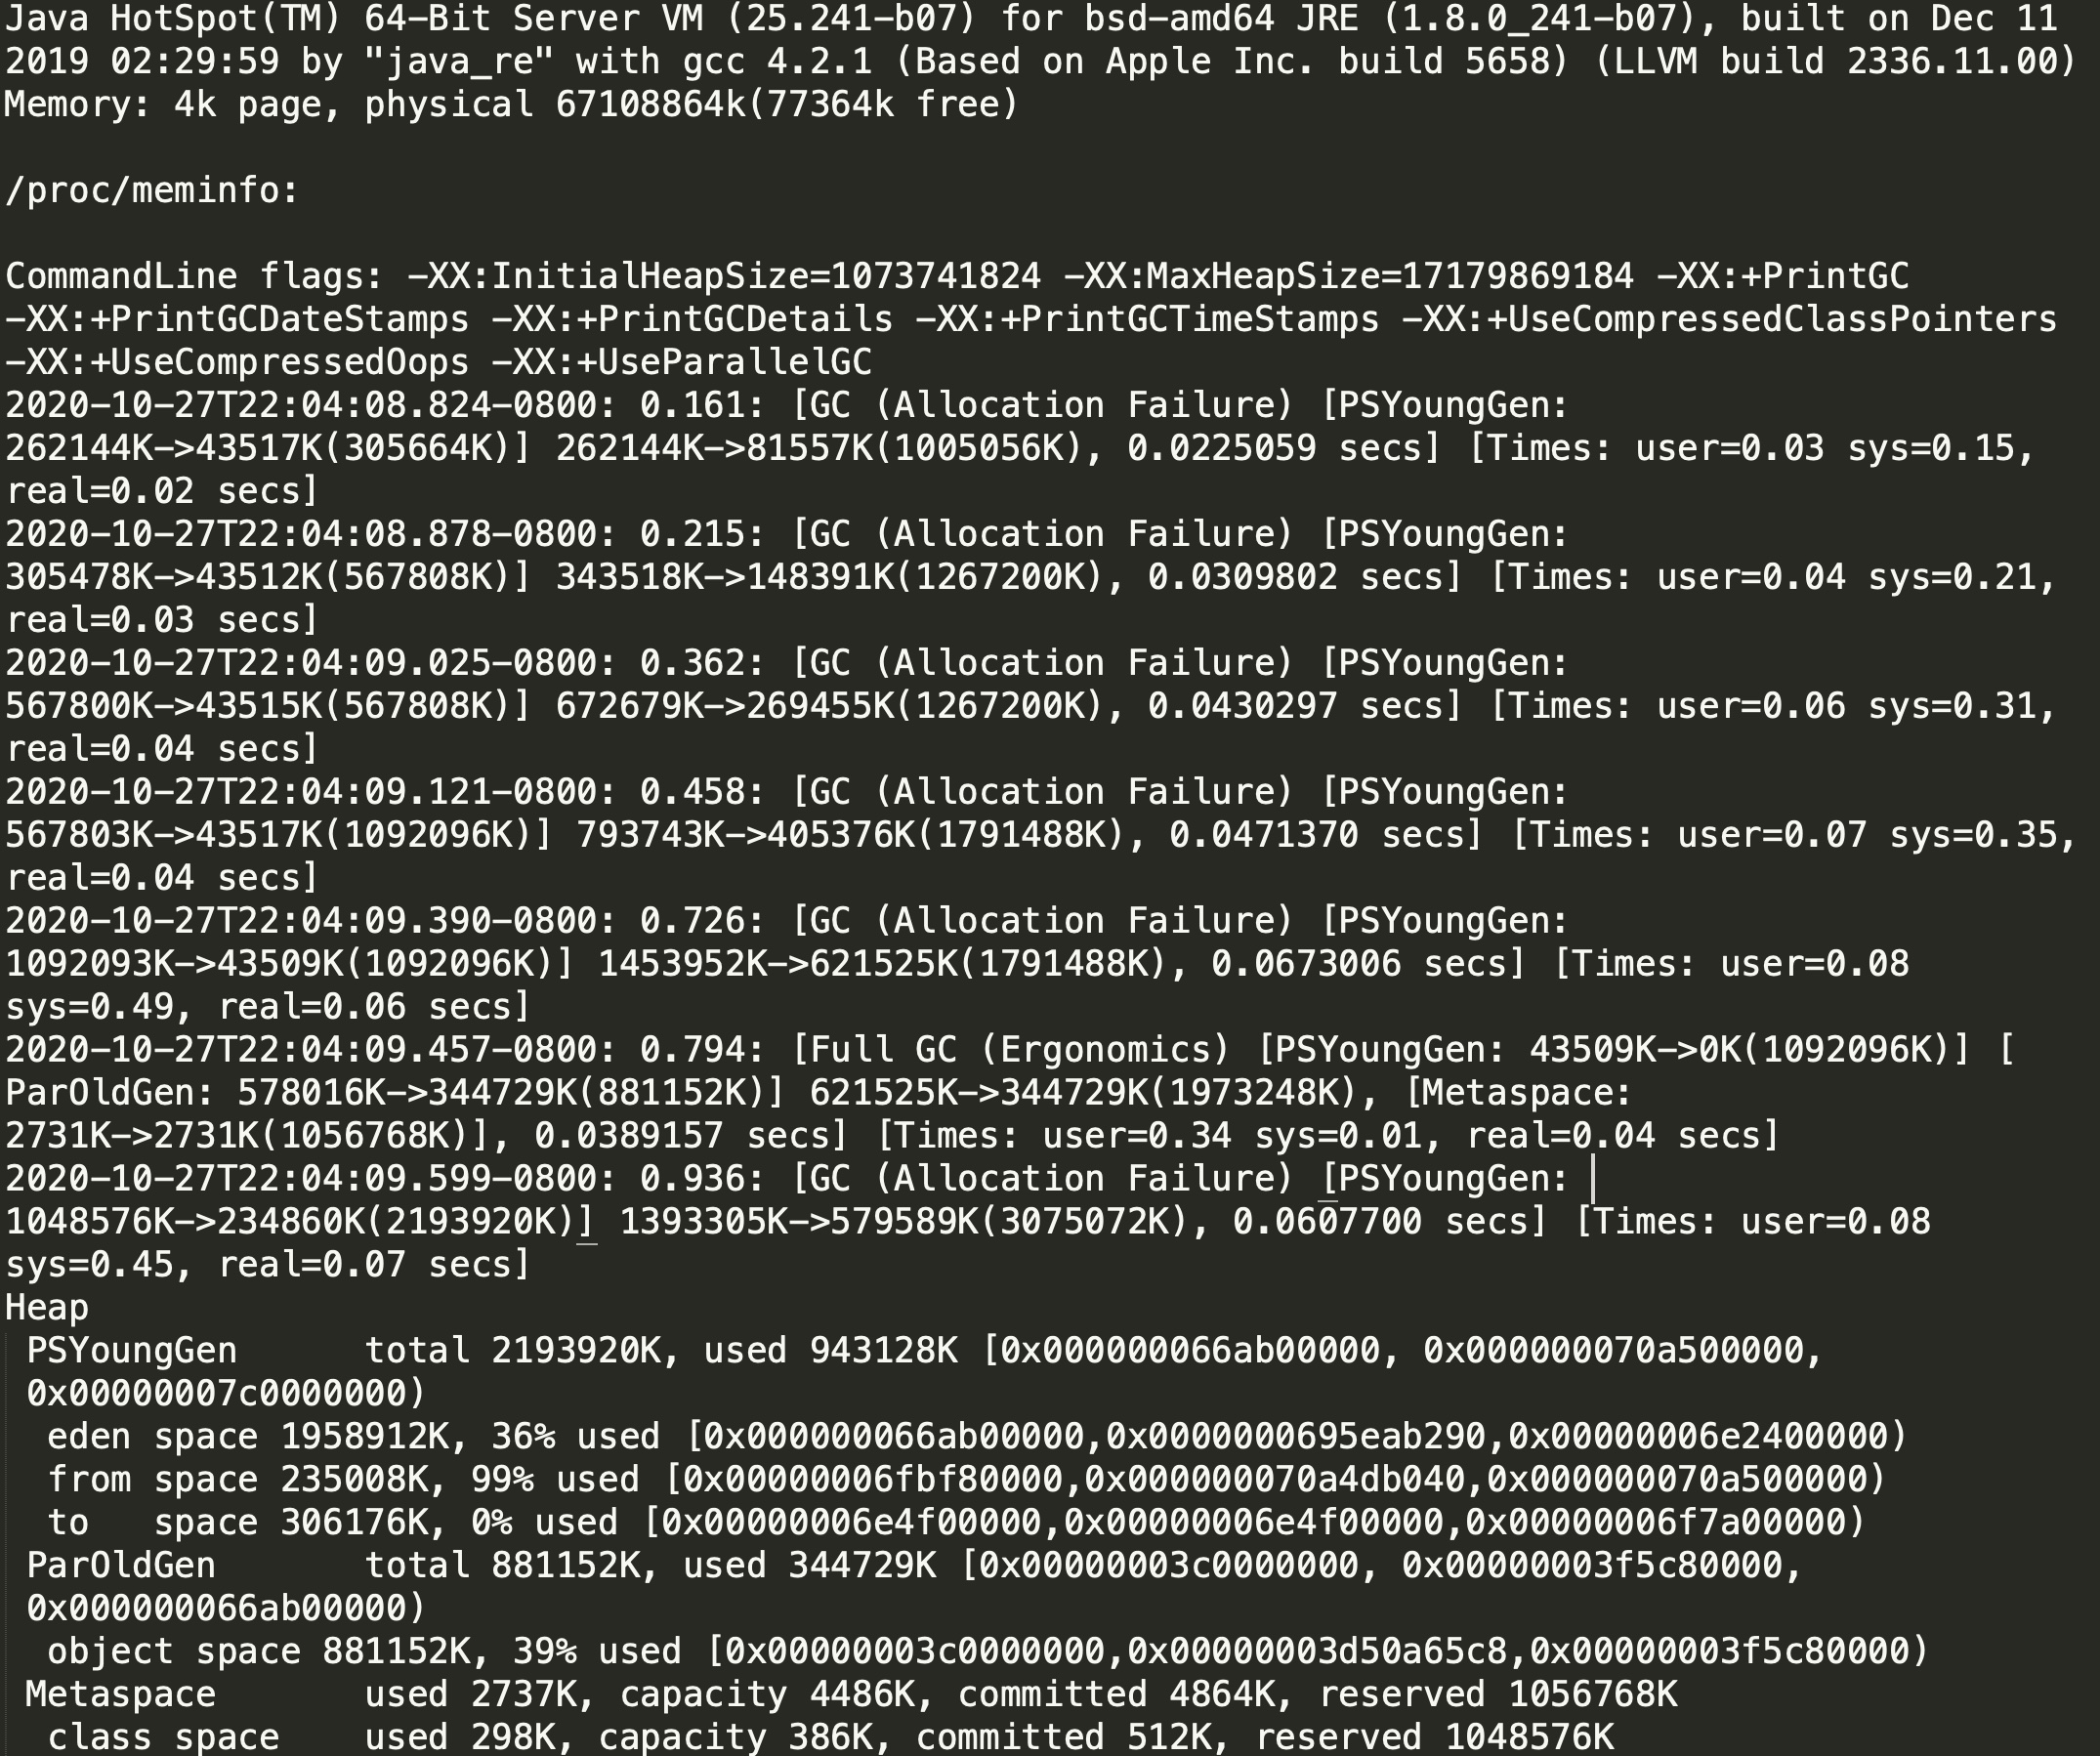 Java HotSpot(TM) 64-Bit Server VM (25.241-b07) for bsd-amd64 JRE (1.8.0_241-b07), built on Dec 11
2019 02:29:59 by "java_re" with gcc 4.2.1 (Based on Apple Inc. build 5658) (LLVM build 2336.11.00)
Memory: 4k page, physical 67108864k(77364k free)
/proc/meminfo:
CommandLine flags: -XX:InitialHeapSize=1073741824 -XX:MaxHeapSize=17179869184 -XX:+PrintGC
-XX:+PrintGCDateStamps -XX:+PrintGCDetails -XX:+PrintGCTimeStamps -XX:+UseCompressedClassPointers
-XX:+UseCompressedOops -XX:+UseParallelGC
2020-10-27T22:04:08.824-0800: 0.161: [GC (Allocation Failure) [PSYoungGen:
262144K->43517K(305664K)] 262144K->81557K(1005056K), 0.0225059 secs] [Times: user=0.03 sys=0.15,
real=0.02 secs]
2020-10-27T22:04:08.878-0800: 0.215: [GC (Allocation Failure) [PSYoungGen:
305478K->43512K(567808K)] 343518K->148391K(1267200K), 0.0309802 secs] [Times: user=0.04 sys=0.21,
real=0.03 secs]
2020-10-27T22:04:09.025-0800: 0.362: [GC (Allocation Failure) [PSYoungGen:
567800K->43515K(567808K)] 672679K->269455K(1267200K), 0.0430297 secs] [Times: user=0.06 sys=0.31,
real=0.04 secs]
2020-10-27T22:04:09.121-0800: 0.458: [GC (Allocation Failure) [PSYoungGen:
567803K->43517K(1092096K)] 793743K->405376K(1791488K), 0.0471370 secs] [Times: user=0.07 sys=0.35,
real=0.04 secs]
2020-10-27T22:04:09.390-0800: 0.726: [GC (Allocation Failure) [PSYoungGen:
1092093K->43509K(1092096K)] 1453952K->621525K(1791488K), 0.0673006 secs] [Times: user=0.08
sys=0.49, real=0.06 secs]
2020-10-27T22:04:09.457-0800: 0.794: [Full GC (Ergonomics) [PSYoungGen: 43509K->0K(1092096K)] [
ParOldGen: 578016K->344729K(881152K)] 621525K->344729K(1973248K), [Metaspace:
2731K->2731K(1056768K)], 0.0389157 secs] [Times: user=0.34 sys=0.01, real=0.04 secs]
2020-10-27T22:04:09.599-0800: 0.936: [GC (Allocation Failure) [PSYoungGen:
1048576K->234860K(2193920K)] 1393305K->579589K(3075072K), 0.0607700 secs] [Times: user=0.08
sys=0.45, real=0.07 secs]
Heap
PSYoungGen      total 2193920K, used 943128K [0x000000066ab00000, 0x000000070a500000,
0x00000007c0000000)
eden space 1958912K, 36% used [0x000000066ab00000,0x0000000695eab290,0x00000006e2400000)
from space 235008K, 99% used [0x00000006fbf80000,0x000000070a4db040,0x000000070a500000)
to   space 306176K, 0% used [0x00000006e4f00000,0x00000006e4f00000,0x00000006f7a00000)
ParOldGen       total 881152K, used 344729K [0x00000003c0000000, 0x00000003f5c80000,
0x000000066ab00000)
object space 881152K, 39% used [0x00000003c0000000,0x00000003d50a65c8,0x00000003f5c80000)
Metaspace       used 2737K, capacity 4486K, committed 4864K, reserved 1056768K
class space    used 298K, capacity 386K, committed 512K, reserved 1048576K